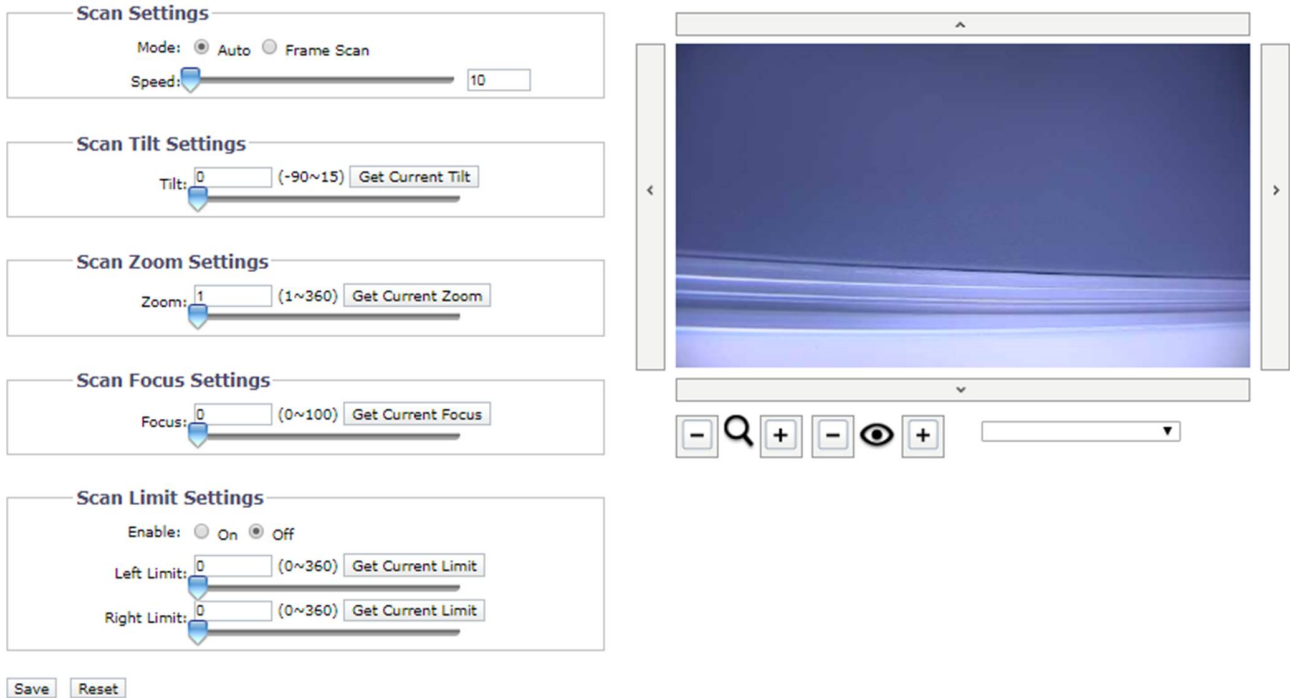 Scan Settings
Mode: Auto Frame Scan
Speed: 10
Scan Tilt Settings
Tilt: 0 (-90~15) Get Current Tilt
Scan Zoom Settings
Zoom: 1 (1~360) Get Current Zoom
Scan Focus Settings
Focus: 0 (0~100) Get Current Focus
Scan Limit Settings
Enable: On Off
Left Limit: 0 (0~360) Get Current Limit
Right Limit: 0 (0~360) Get Current Limit
Save Reset